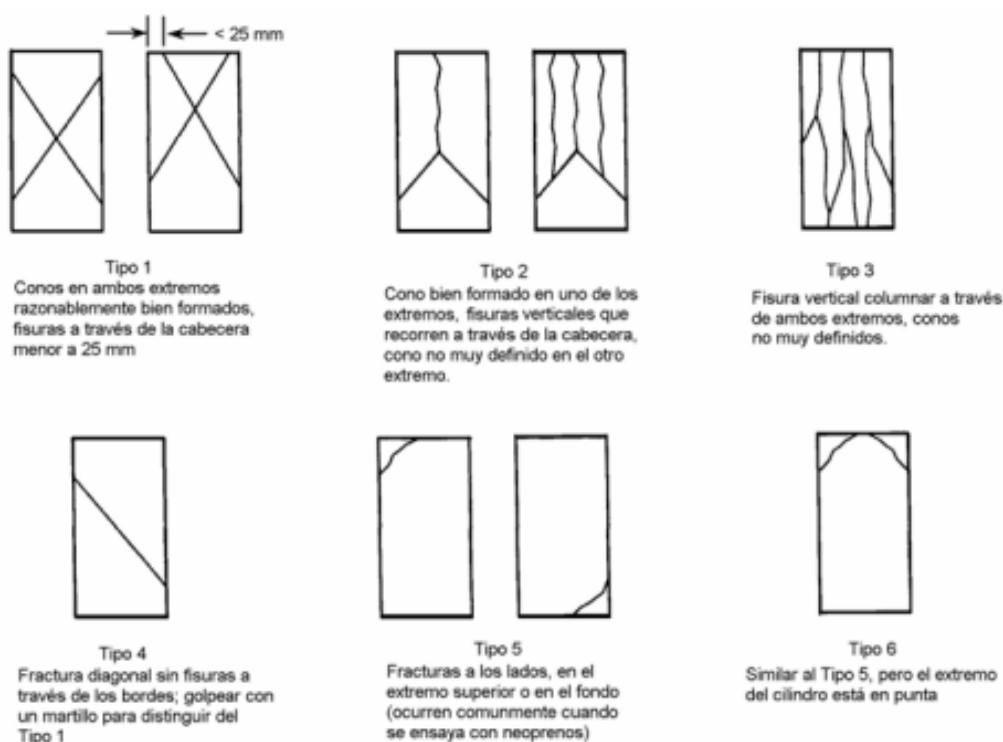 < 25 mm
Tipo 1
Conos en ambos extremos
razonablemente bien formados,
fisuras a través de la cabecera
menor a 25 mm
Tipo 2
Cono bien formado en uno de los
extremos, fisuras verticales que
recorren a través de la cabecera,
cono no muy definido en el otro
extremo.
Tipo 3
Fisura vertical columnar a través
de ambos extremos, conos
no muy definidos.
Tipo 4
Fractura diagonal sin fisuras a
través de los bordes; golpear con
un martillo para distinguir del
Tipo 1
Tipo 5
Fracturas a los lados, en el
extremo superior o en el fondo
(ocurren comunmente cuando
se ensaya con neoprenos)
Tipo 6
Similar al Tipo 5, pero el extremo
del cilindro está en punta